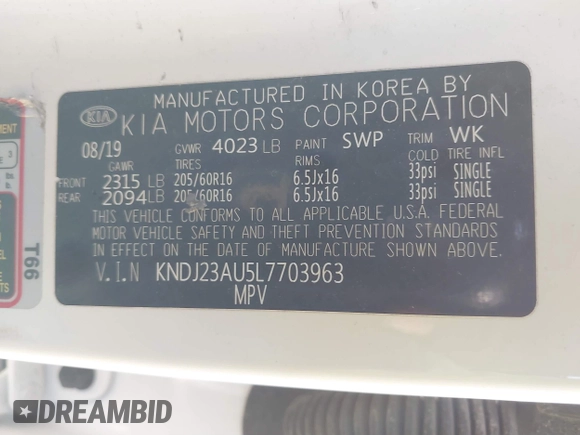 MANUFACTURED IN KOREA BY
KIA KIA MOTORS CORPORATION
08/19 GVWR 4023 LB PAINT SWP TRIM WK
TIRES RIMS COLD TIRE INFL
FRONT 2315 LB 205/60R16 6.5Jx16 33psi SINGLE
REAR 2094 LB 205/60R16 6.5Jx16 33psi SINGLE
THIS VEHICLE CONFORMS TO ALL APPLICABLE U.S.A. FEDERAL
MOTOR VEHICLE SAFETY AND THEFT PREVENTION STANDARDS
IN EFFECT ON THE DATE OF MANUFACTURE SHOWN ABOVE.
V.I.N KNDJ23AU5L7703963
MPV
T66
DREAMBID